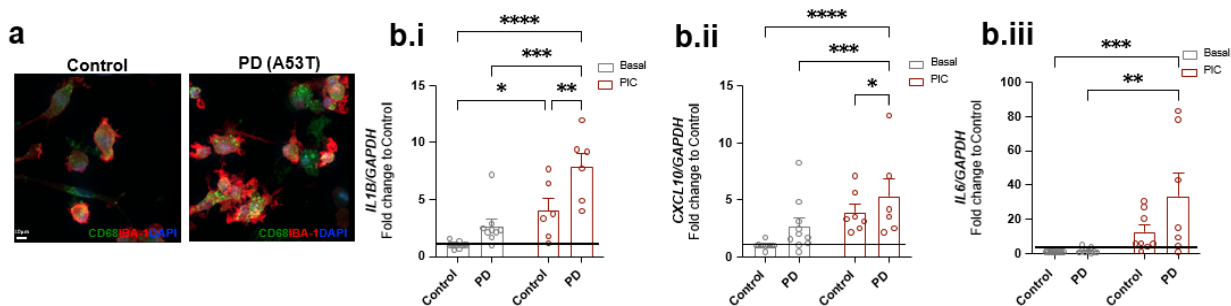 a
Control
PD (A53T)
10μm
CD68IBA-1DAPI
CD68IBA-1DAPI
b.i
****
***
*
**
Basal
PIC
IL1B/GAPDH
Fold change to Control
15
10
5
0
Control
PD
Control
PD
b.ii
****
***
*
Basal
PIC
CXCL10/GAPDH
Fold change to Control
15
10
5
0
Control
PD
Control
PD
b.iii
***
**
Basal
PIC
IL6/GAPDH
Fold change to Control
100
80
60
40
20
0
Control
PD
Control
PD